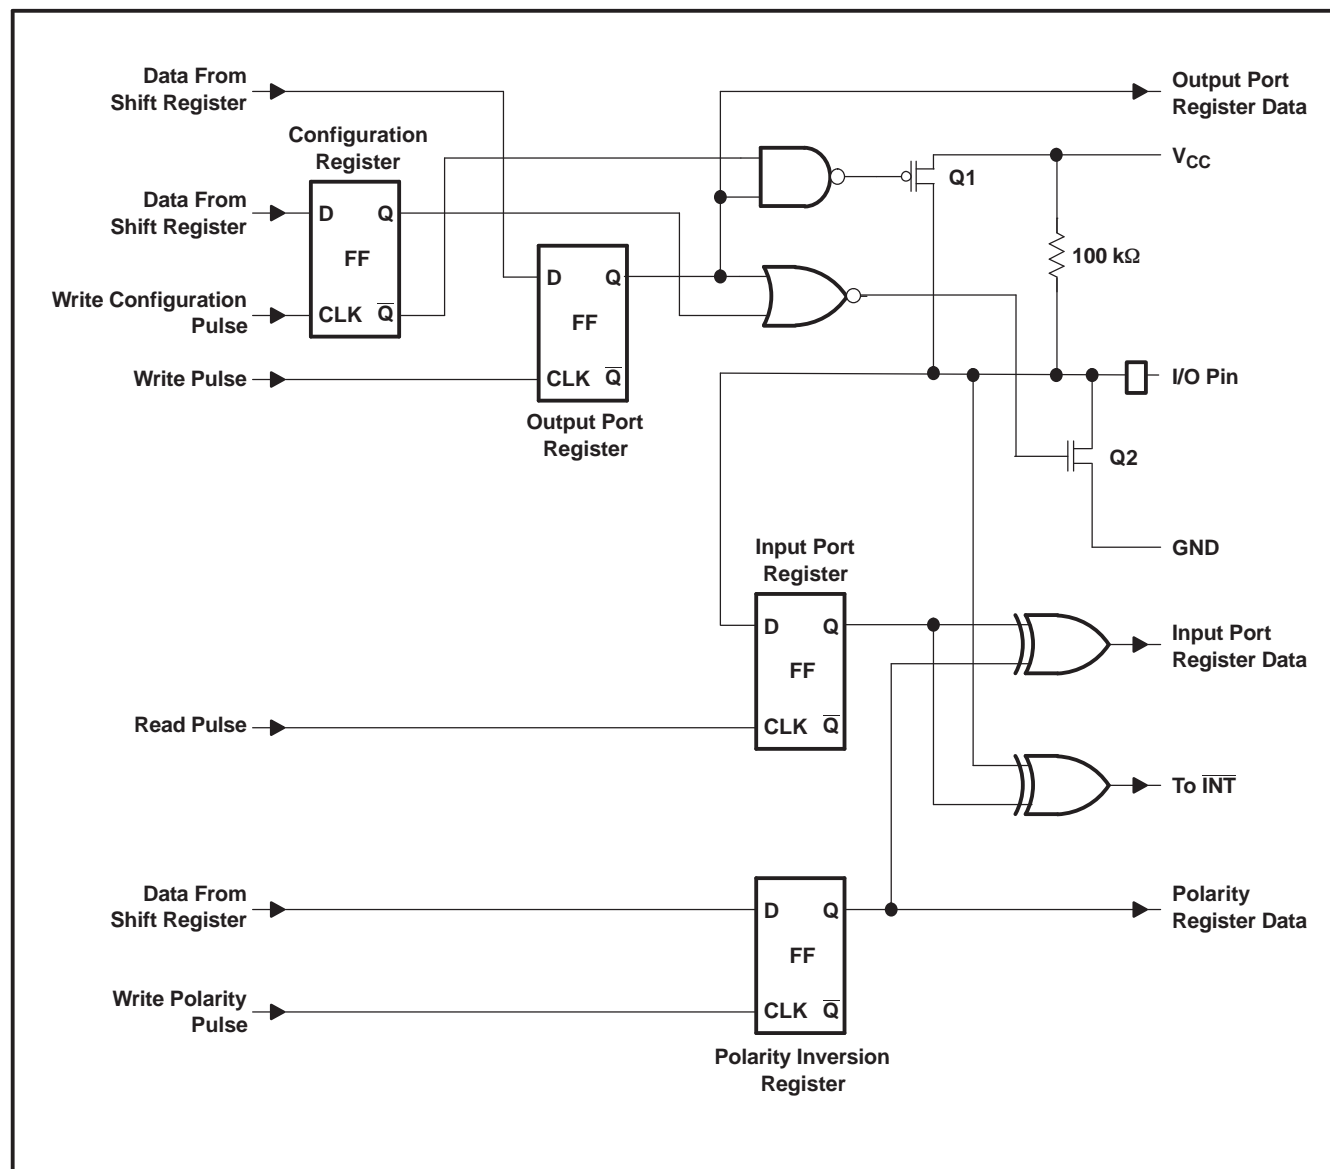 Data From
Shift Register
Output Port
Register Data
Configuration
Register
VCC
Q1
Data From
Shift Register
D Q
FF
CLK Q̅
100 kΩ
D Q
FF
CLK Q̅
Write Configuration
Pulse
Write Pulse
I/O Pin
Output Port
Register
Q2
GND
Input Port
Register
D Q
FF
CLK Q̅
Input Port
Register Data
Read Pulse
To I̅N̅T̅
Data From
Shift Register
D Q
FF
CLK Q̅
Polarity
Register Data
Write Polarity
Pulse
Polarity Inversion
Register